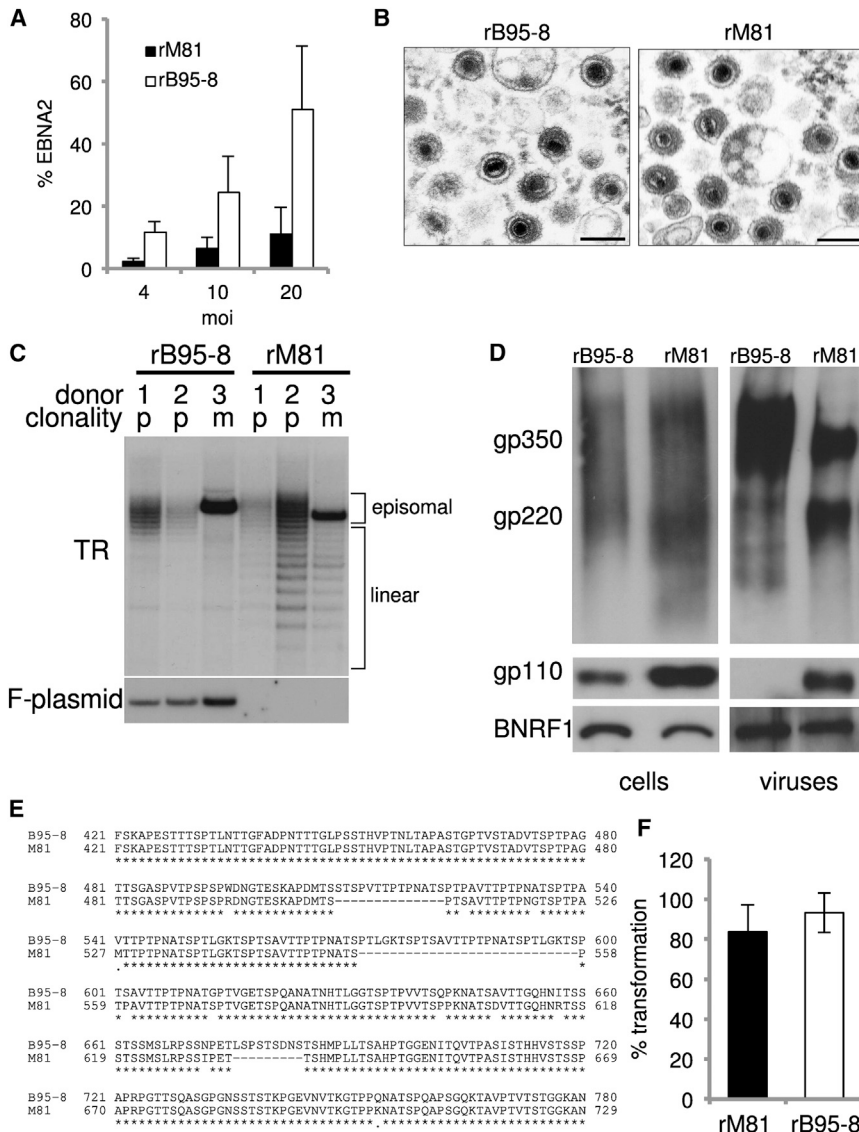 A
80
60
40
20
0
% EBNA2
rM81
rB95-8
4 10 20
moi
B
rB95-8 rM81
C
rB95-8 rM81
donor 1 2 3 1 2 3
clonality p p m p p m
TR
episomal
linear
F-plasmid
D
rB95-8 rM81 rB95-8 rM81
gp350
gp220
gp110
BNRF1
cells viruses
E
B95-8 421 FSKAPESTTTSPTLNTTGFADPNTTTGLPSSTHVPTNLTAPASTGPTVSTADVTSPTPAG 480
M81 421 FSKAPESTTTSPTLNTTGFADPNTTTGLPSSTHVPTNLTAPASTGPTVSTADVTSPTPAG 480
************************************************************
B95-8 481 TTSGASPVTPSPSPWDNGTESKAPDMTSSTSPVTTPTPNATSPTPAVTTPTPNATSPTPA 540
M81 481 TTSGASPVTPSPSPRDNGTESKAPDMTS--------------PTSAVTTPTPNGTSPTPA 526
************** ************* ** ******** ******
B95-8 541 VTTPTPNATSPTLGKTSPTSAVTTPTPNATSPTLGKTSPTSAVTTPTPNATSPTLGKTSP 600
M81 527 MTTPTPNATSPTLGKTSPTSAVTTPTPNATS----------------------------P 558
.****************************** *
B95-8 601 TSAVTTPTPNATGPTVGETSPQANATNHTLGGTSPTPVVTSQPKNATSAVTTGQHNITSS 660
M81 559 TPAVTTPTPNATSPTVGETSPQANATNHTLGGTSPTPVVTSPPKNATSDVTTGQHNRTSS 618
* ********** **************************** ****** ******* ***
B95-8 661 STSSMSLRPSSNPETLSPSTSDNSTSHMPLLTSAHPTGGENITQVTPASISTHHVSTSSP 720
M81 619 STSSMSLRPSSIPET---------TSHMPLLTSAHPTGGENITQVTPASISTHHVSTSSP 669
*********** *** ************************************
B95-8 721 APRPGTTSQASGPGNSSTSTKPGEVNVTKGTPPQNATSPQAPSGQKTAVPTVTSTGGKAN 780
M81 670 APRPGTTSQASGPGNSSTSTKPGEVNVTKGTPPKNATSPQAPSGQKTAVPTVTSTGGKAN 729
*********************************.**************************
F
120
100
80
60
40
20
0
% transformation
rM81 rB95-8